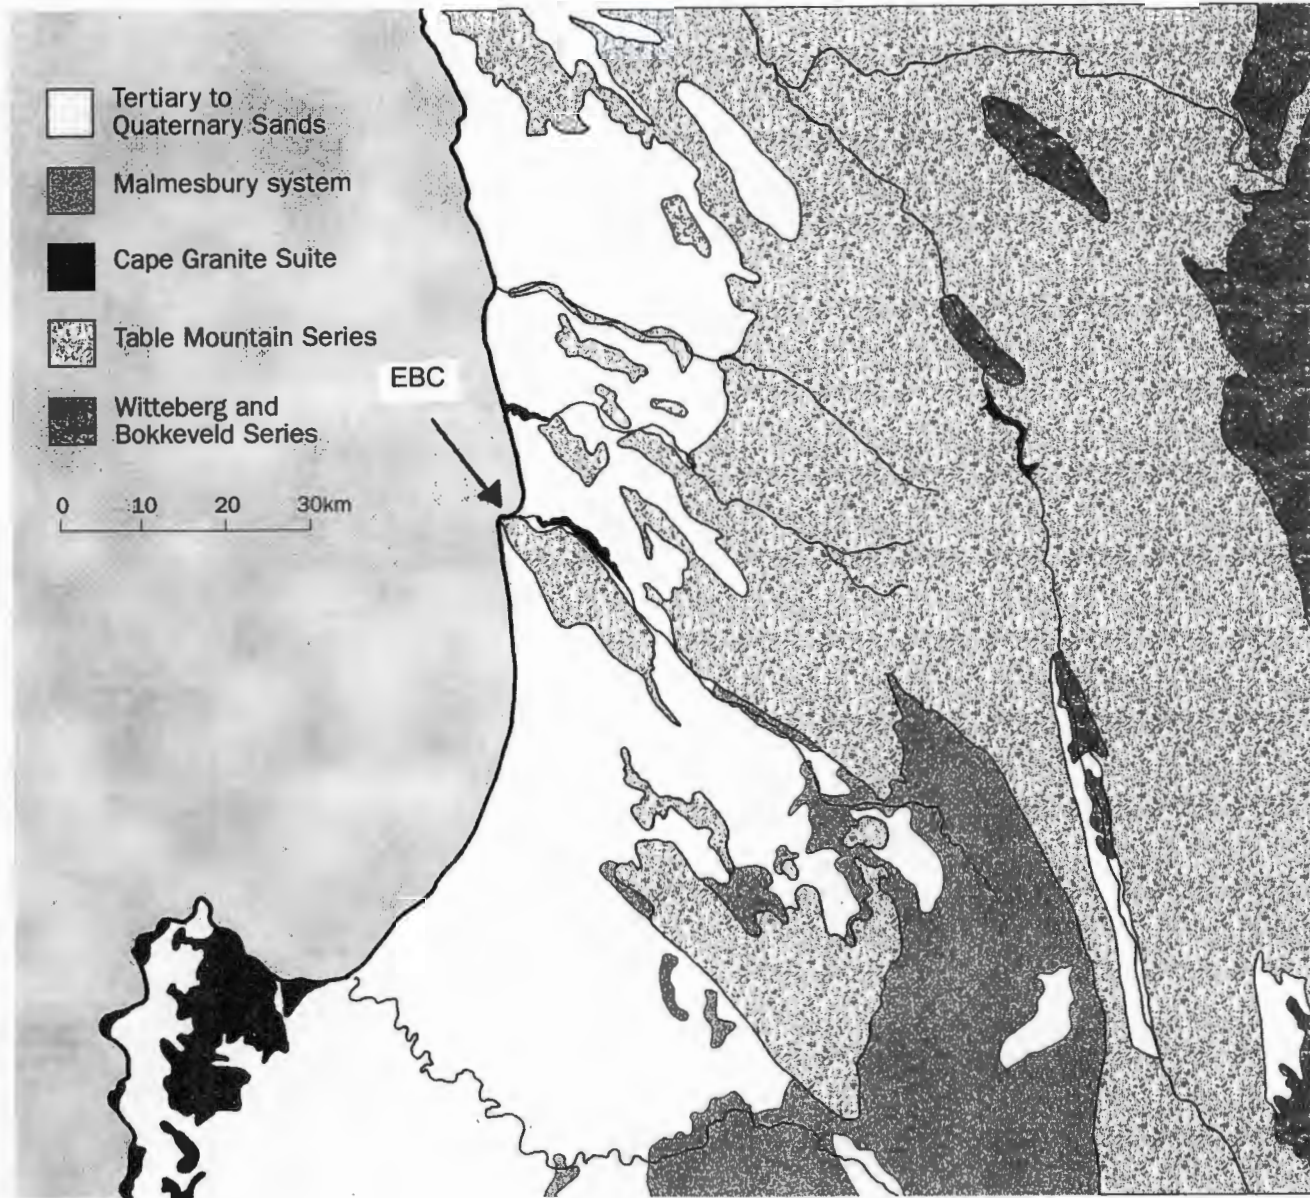 Tertiary to
Quaternary Sands
Malmesbury system
Cape Granite Suite
Table Mountain Series
EBC
Witteberg and
Bokkeveld Series
0 10 20 30km